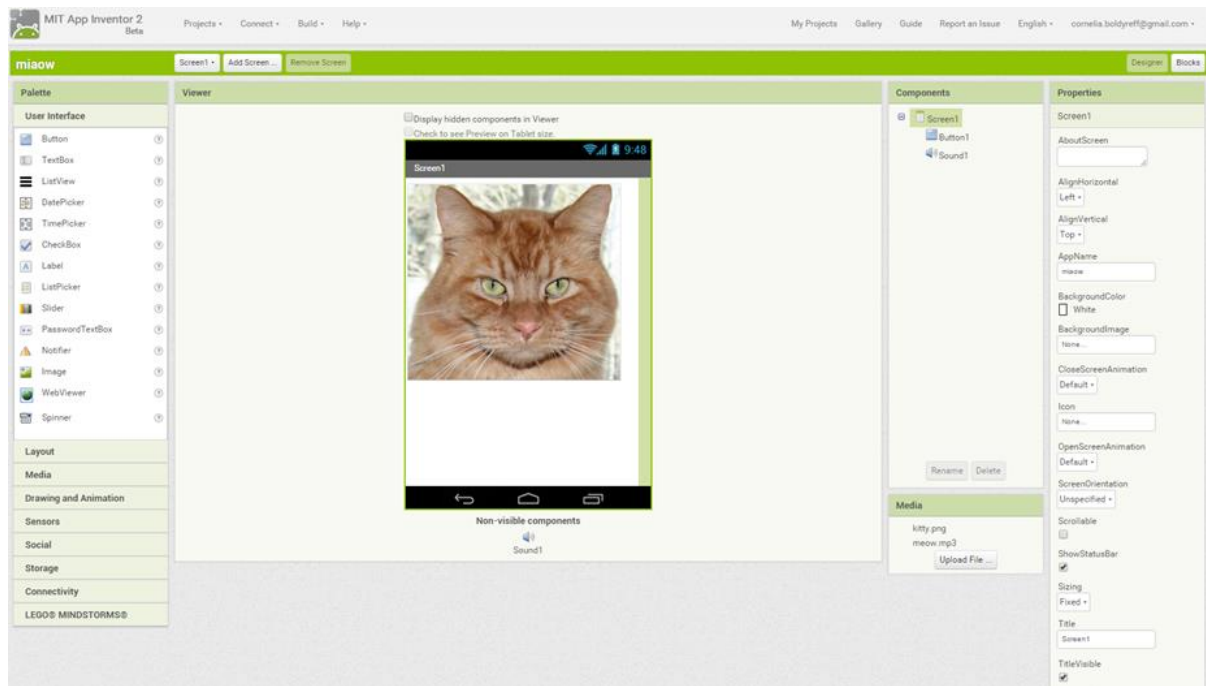 MIT App Inventor 2
Beta
Projects Connect Build Help
My Projects Gallery Guide Report an Issue English cornelia.boldyreff@gmail.com
miaow
Screen1 Add Screen ... Remove Screen
Designer Blocks
Palette
User Interface
Button
TextBox
ListView
DatePicker
TimePicker
CheckBox
Label
ListPicker
Slider
PasswordTextBox
Notifier
Image
WebViewer
Spinner
Layout
Media
Drawing and Animation
Sensors
Social
Storage
Connectivity
LEGO® MINDSTORMS®
Viewer
Display hidden components in Viewer
Check to see Preview on Tablet size.
9:48
Screen1
Non-visible components
Sound1
Components
Screen1
Button1
Sound1
Rename Delete
Media
kitty.png
meow.mp3
Upload File ...
Properties
Screen1
AboutScreen
AlignHorizontal
Left
AlignVertical
Top
AppName
miaow
BackgroundColor
White
BackgroundImage
None...
CloseScreenAnimation
Default
Icon
None...
OpenScreenAnimation
Default
ScreenOrientation
Unspecified
Scrollable
ShowStatusBar
Sizing
Fixed
Title
Screen1
TitleVisible